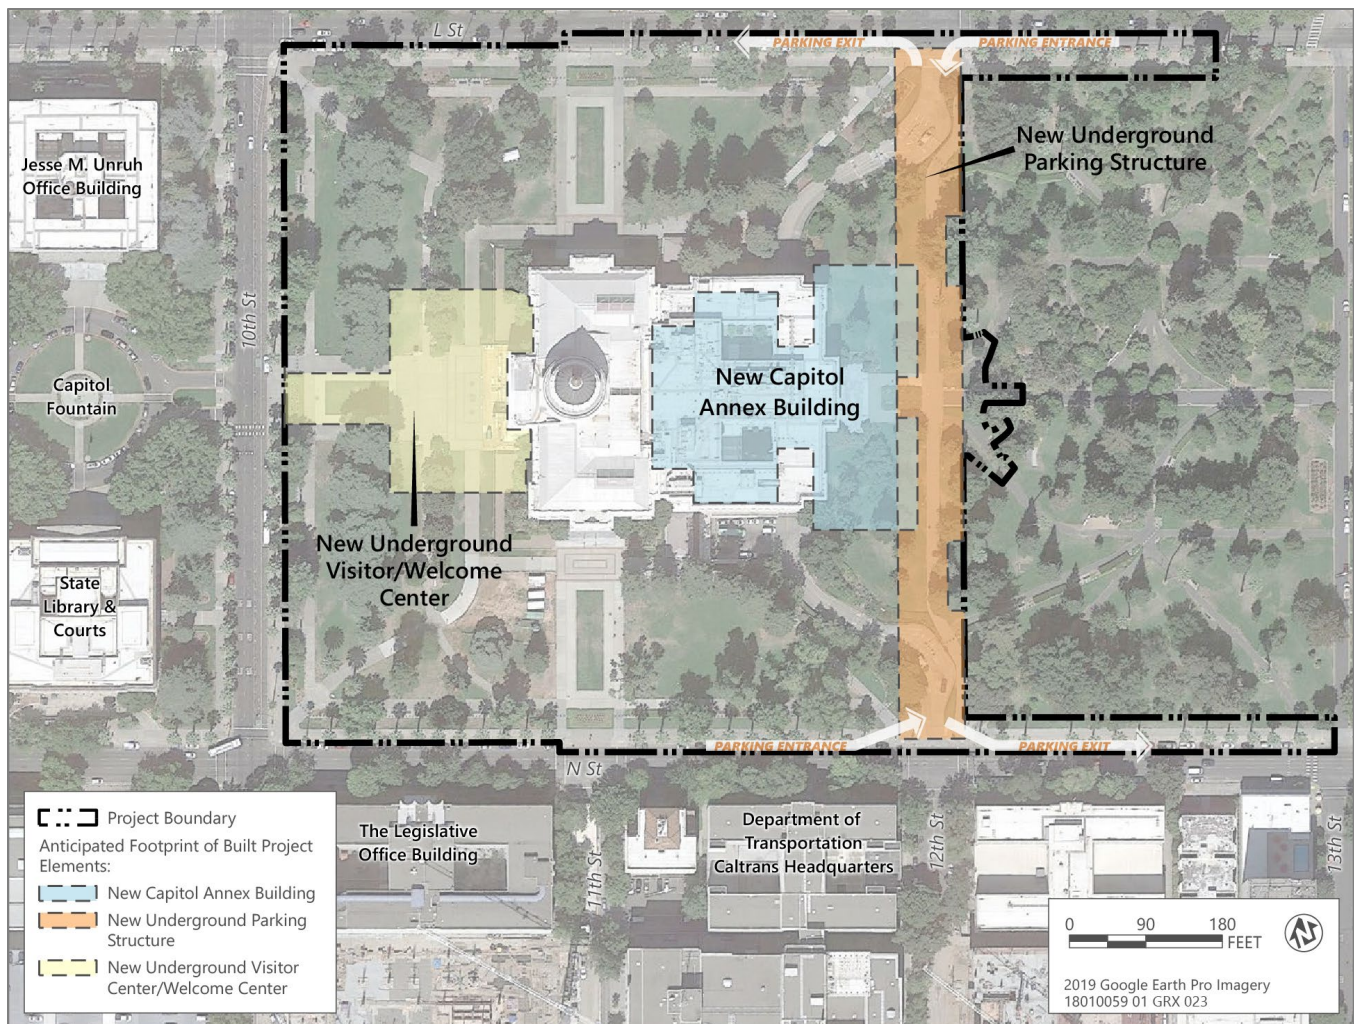 L St
PARKING EXIT
PARKING ENTRANCE
New Underground
Parking Structure
Jesse M. Unruh
Office Building
10th St
Capitol
Fountain
New Capitol
Annex Building
New Underground
Visitor/Welcome
Center
State
Library &
Courts
PARKING ENTRANCE
PARKING EXIT
N St
The Legislative
Office Building
11th St
Department of
Transportation
Caltrans Headquarters
12th St
13th St
Project Boundary
Anticipated Footprint of Built Project
Elements:
New Capitol Annex Building
New Underground Parking
Structure
New Underground Visitor
Center/Welcome Center
0 90 180
FEET
N
2019 Google Earth Pro Imagery
18010059 01 GRX 023